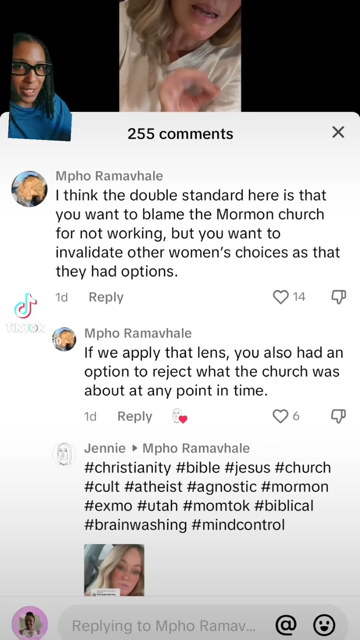 255 comments
Mpho Ramavhale
I think the double standard here is that
you want to blame the Mormon church
for not working, but you want to
invalidate other women's choices as that
they had options.
1d Reply 14
TikTok
Mpho Ramavhale
If we apply that lens, you also had an
option to reject what the church was
about at any point in time.
1d Reply 6
Jennie Mpho Ramavhale
#christianity #bible #jesus #church
#cult #atheist #agnostic #mormon
#exmo #utah #momtok #biblical
#brainwashing #mindcontrol
Replying to Mpho Ramav...